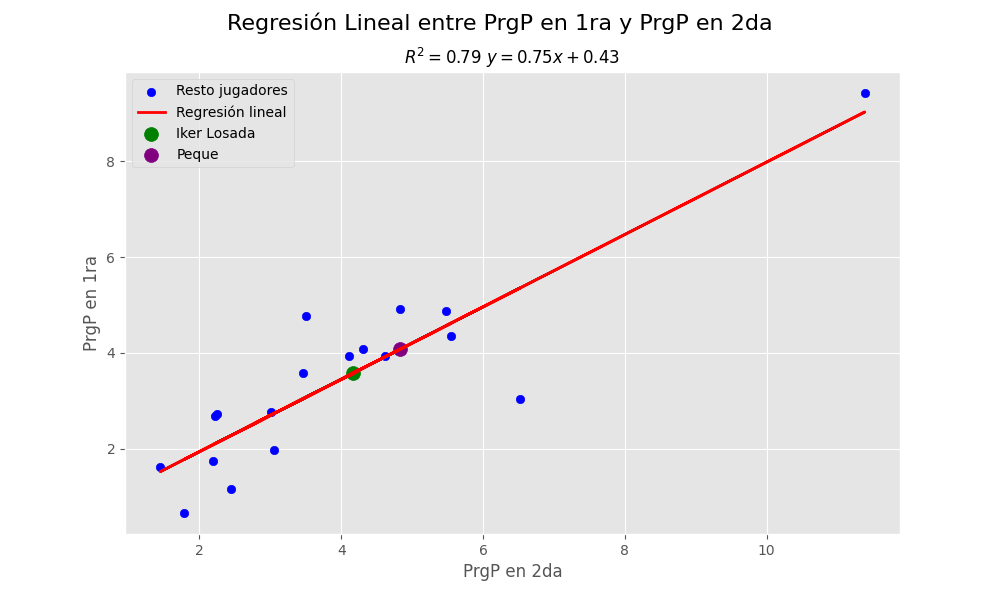 Regresión Lineal entre PrgP en 1ra y PrgP en 2da
R² = 0.79 y = 0.75x + 0.43
Resto jugadores
Regresión lineal
Iker Losada
Peque
8
6
4
2
PrgP en 1ra
2 4 6 8 10
PrgP en 2da